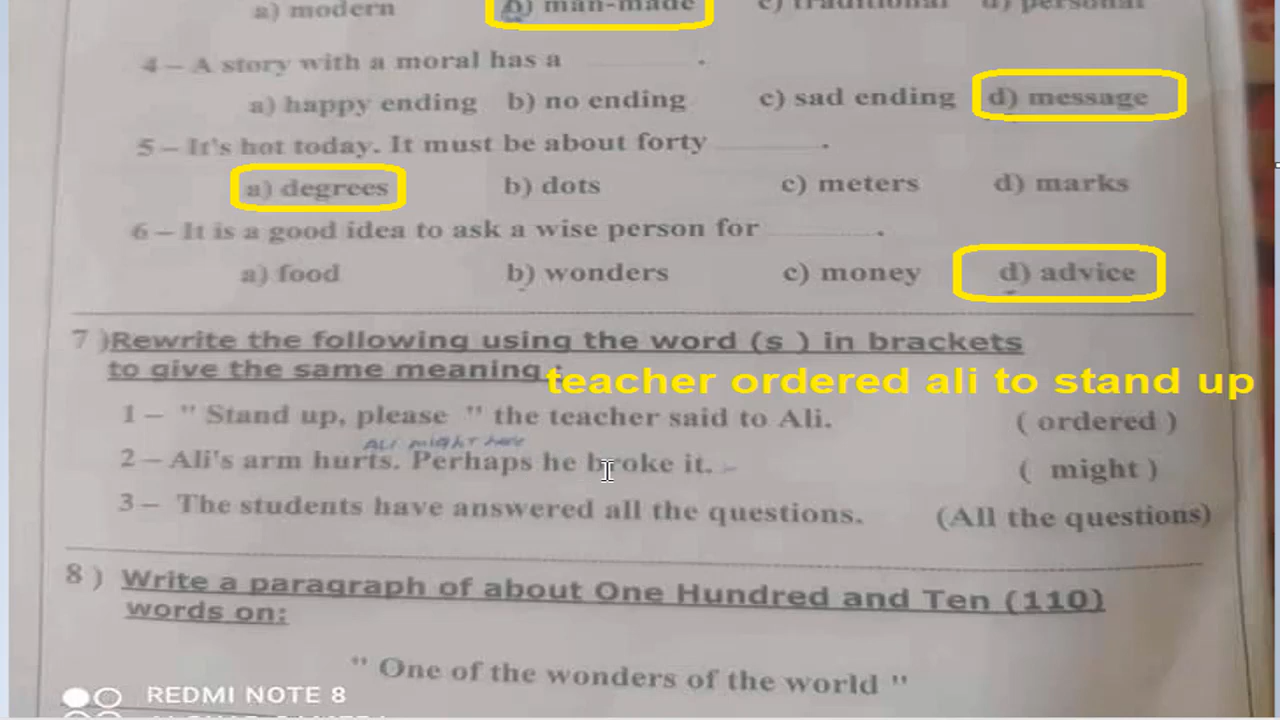 a) modern b) man-made c) traditional d) personal
4 – A story with a moral has a ............ .
a) happy ending b) no ending c) sad ending d) message
5 – It's hot today. It must be about forty ............ .
a) degrees b) dots c) meters d) marks
6 – It is a good idea to ask a wise person for ............ .
a) food b) wonders c) money d) advice
7 )Rewrite the following using the word (s ) in brackets
to give the same meaning :
teacher ordered ali to stand up
1 – " Stand up, please " the teacher said to Ali. ( ordered )
Ali might have
2 – Ali's arm hurts. Perhaps he broke it. ( might )
3 – The students have answered all the questions. (All the questions)
8 ) Write a paragraph of about One Hundred and Ten (110)
words on:
" One of the wonders of the world "
REDMI NOTE 8